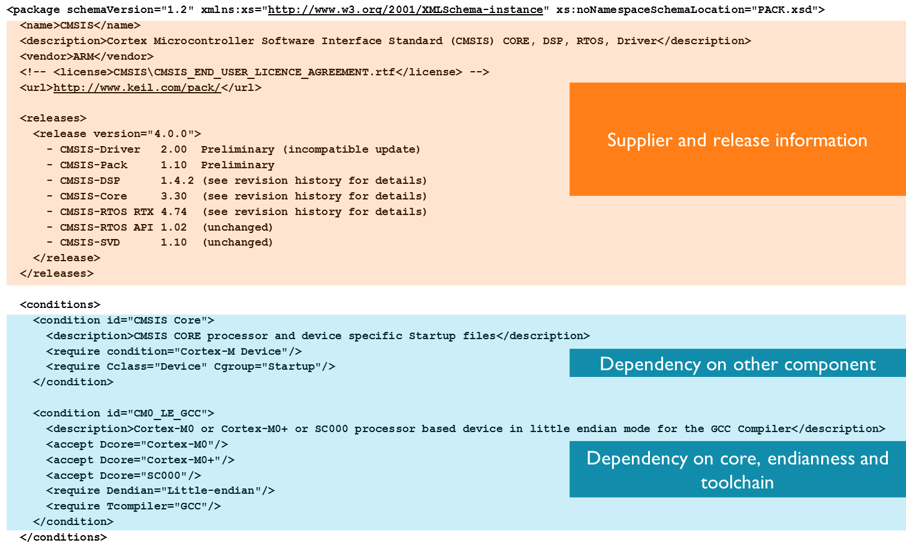 <package schemaVersion="1.2" xmlns:xs="http://www.w3.org/2001/XMLSchema-instance" xs:noNamespaceSchemaLocation="PACK.xsd">
  <name>CMSIS</name>
  <description>Cortex Microcontroller Software Interface Standard (CMSIS) CORE, DSP, RTOS, Driver</description>
  <vendor>ARM</vendor>
  <!-- <license>CMSIS\CMSIS_END_USER_LICENCE_AGREEMENT.rtf</license> -->
  <url>http://www.keil.com/pack/</url>
  <releases>
    <release version="4.0.0">
      - CMSIS-Driver   2.00  Preliminary (incompatible update)
      - CMSIS-Pack     1.10  Preliminary
      - CMSIS-DSP      1.4.2 (see revision history for details)
      - CMSIS-Core     3.30  (see revision history for details)
      - CMSIS-RTOS RTX 4.74  (see revision history for details)
      - CMSIS-RTOS API 1.02  (unchanged)
      - CMSIS-SVD      1.10  (unchanged)
    </release>
  </releases>
Supplier and release information
  <conditions>
    <condition id="CMSIS Core">
      <description>CMSIS CORE processor and device specific Startup files</description>
      <require condition="Cortex-M Device"/>
      <require Cclass="Device" Cgroup="Startup"/>
    </condition>
Dependency on other component
    <condition id="CM0_LE_GCC">
      <description>Cortex-M0 or Cortex-M0+ or SC000 processor based device in little endian mode for the GCC Compiler</description>
      <accept Dcore="Cortex-M0"/>
      <accept Dcore="Cortex-M0+"/>
      <accept Dcore="SC000"/>
      <require Dendian="Little-endian"/>
      <require Tcompiler="GCC"/>
    </condition>
Dependency on core, endianness and
toolchain
  </conditions>